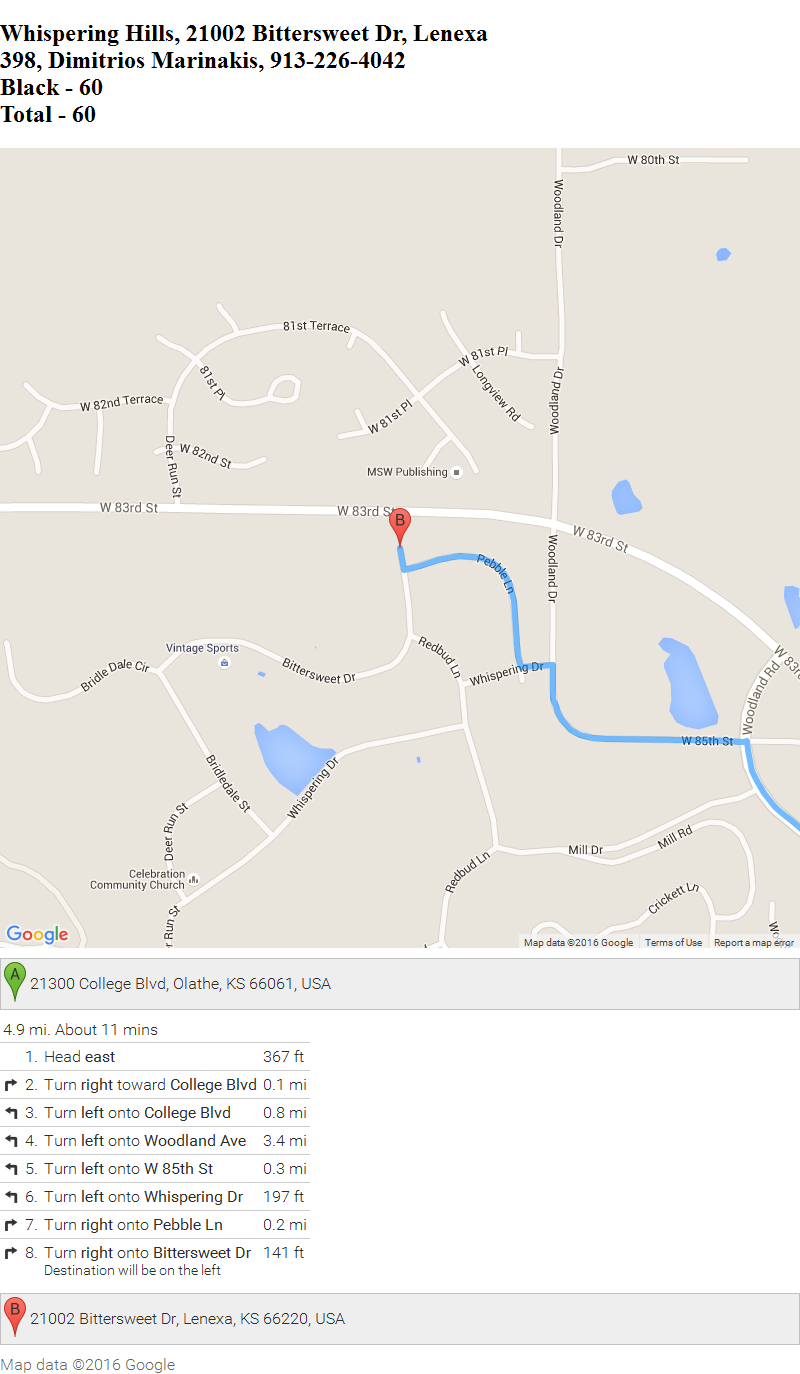 Whispering Hills, 21002 Bittersweet Dr, Lenexa
398, Dimitrios Marinakis, 913-226-4042
Black - 60
Total - 60
W 80th St
Woodland Dr
81st Terrace
W 81st Pl
81st Pl
Longview Rd
Woodland Dr
W 82nd Terrace
W 81st Pl
W 82nd St
Deer Run St
MSW Publishing
W 83rd St
W 83rd St
B
W 83rd St
Pebble Ln
Woodland Dr
Vintage Sports
Redbud Ln
Bridle Dale Cir
Bittersweet Dr
Whispering Dr
W 83r
Woodland Rd
W 85th St
Bridledale St
Whispering Dr
Deer Run St
Mill Dr
Mill Rd
Redbud Ln
Celebration
Community Church
Crickett Ln
r Run St
Wo
Google
Map data ©2016 Google Terms of Use Report a map error
A 21300 College Blvd, Olathe, KS 66061, USA
4.9 mi. About 11 mins
1. Head east 367 ft
2. Turn right toward College Blvd 0.1 mi
3. Turn left onto College Blvd 0.8 mi
4. Turn left onto Woodland Ave 3.4 mi
5. Turn left onto W 85th St 0.3 mi
6. Turn left onto Whispering Dr 197 ft
7. Turn right onto Pebble Ln 0.2 mi
8. Turn right onto Bittersweet Dr 141 ft
Destination will be on the left
B 21002 Bittersweet Dr, Lenexa, KS 66220, USA
Map data ©2016 Google